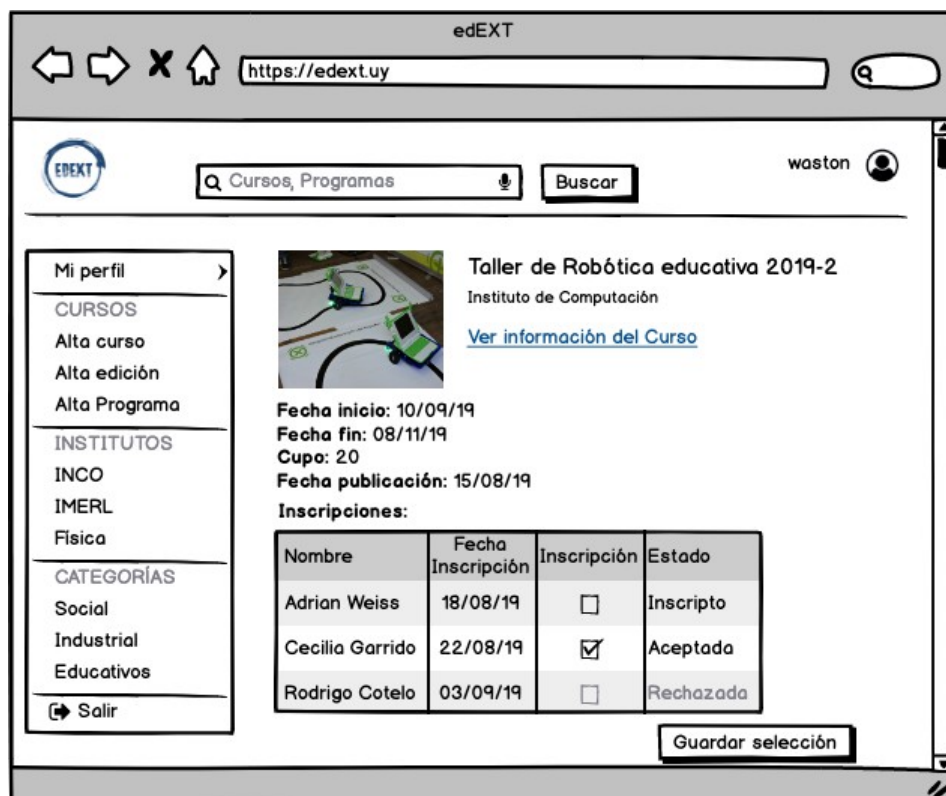 edEXT
https://edext.uy
EDEXT
Cursos, Programas
Buscar
waston
Mi perfil
CURSOS
Alta curso
Alta edición
Alta Programa
INSTITUTOS
INCO
IMERL
Física
CATEGORÍAS
Social
Industrial
Educativos
Salir
Taller de Robótica educativa 2019-2
Instituto de Computación
Ver información del Curso
Fecha inicio: 10/09/19
Fecha fin: 08/11/19
Cupo: 20
Fecha publicación: 15/08/19
Inscripciones:
Nombre Fecha Inscripción Inscripción Estado
Adrian Weiss 18/08/19 Inscripto
Cecilia Garrido 22/08/19 Aceptada
Rodrigo Cotelo 03/09/19 Rechazada
Guardar selección